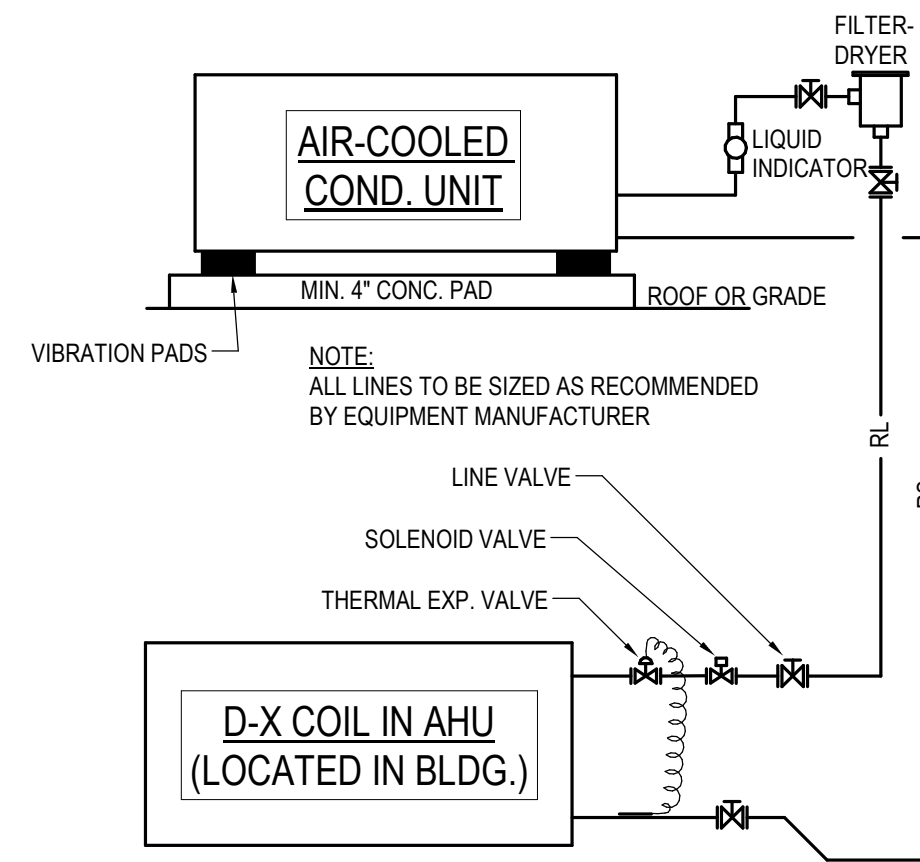 FILTER-
DRYER
AIR-COOLED
COND. UNIT
LIQUID
INDICATOR
MIN. 4" CONC. PAD
ROOF OR GRADE
VIBRATION PADS
NOTE:
ALL LINES TO BE SIZED AS RECOMMENDED
BY EQUIPMENT MANUFACTURER
RL
LINE VALVE
SOLENOID VALVE
THERMAL EXP. VALVE
D-X COIL IN AHU
(LOCATED IN BLDG.)